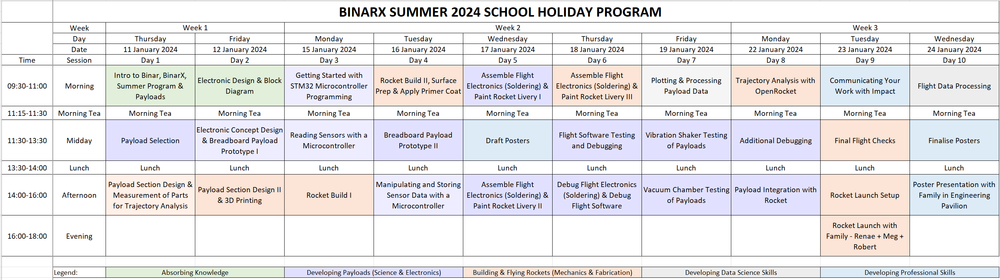 BINARX SUMMER 2024 SCHOOL HOLIDAY PROGRAM
Week Week 1 Week 2 Week 3
Day Thursday Friday Monday Tuesday Wednesday Thursday Friday Monday Tuesday Wednesday
Date 11 January 2024 12 January 2024 15 January 2024 16 January 2024 17 January 2024 18 January 2024 19 January 2024 22 January 2024 23 January 2024 24 January 2024
Time Session Day 1 Day 2 Day 3 Day 4 Day 5 Day 6 Day 7 Day 8 Day 9 Day 10
09:30-11:00
Morning
Intro to Binar, BinarX,
Summer Program &
Payloads
Electronic Design & Block
Diagram
Getting Started with
STM32 Microcontroller
Programming
Rocket Build II, Surface
Prep & Apply Primer Coat
Assemble Flight
Electronics (Soldering) &
Paint Rocket Livery I
Assemble Flight
Electronics (Soldering) &
Paint Rocket Livery III
Plotting & Processing
Payload Data
Trajectory Analysis with
OpenRocket
Communicating Your
Work with Impact
Flight Data Processing
11:15-11:30 Morning Tea Morning Tea Morning Tea Morning Tea Morning Tea Morning Tea Morning Tea Morning Tea Morning Tea Morning Tea Morning Tea
11:30-13:30
Midday
Payload Selection
Electronic Concept Design
& Breadboard Payload
Prototype I
Reading Sensors with a
Microcontroller
Breadboard Payload
Prototype II
Draft Posters
Flight Software Testing
and Debugging
Vibration Shaker Testing
of Payloads
Additional Debugging
Final Flight Checks
Finalise Posters
13:30-14:00 Lunch Lunch Lunch Lunch Lunch Lunch Lunch Lunch Lunch Lunch Lunch
14:00-16:00
Afternoon
Payload Section Design &
Measurement of Parts
for Trajectory Analysis
Payload Section Design II
& 3D Printing
Rocket Build I
Manipulating and Storing
Sensor Data with a
Microcontroller
Assemble Flight
Electronics (Soldering) &
Paint Rocket Livery II
Debug Flight Electronics
(Soldering) & Debug
Flight Software
Vacuum Chamber Testing
of Payloads
Payload Integration with
Rocket
Rocket Launch Setup
Poster Presentation with
Family in Engineering
Pavilion
16:00-18:00
Evening
Rocket Launch with
Family - Renae + Meg +
Robert
Legend: Absorbing Knowledge Developing Payloads (Science & Electronics) Building & Flying Rockets (Mechanics & Fabrication) Developing Data Science Skills Developing Professional Skills